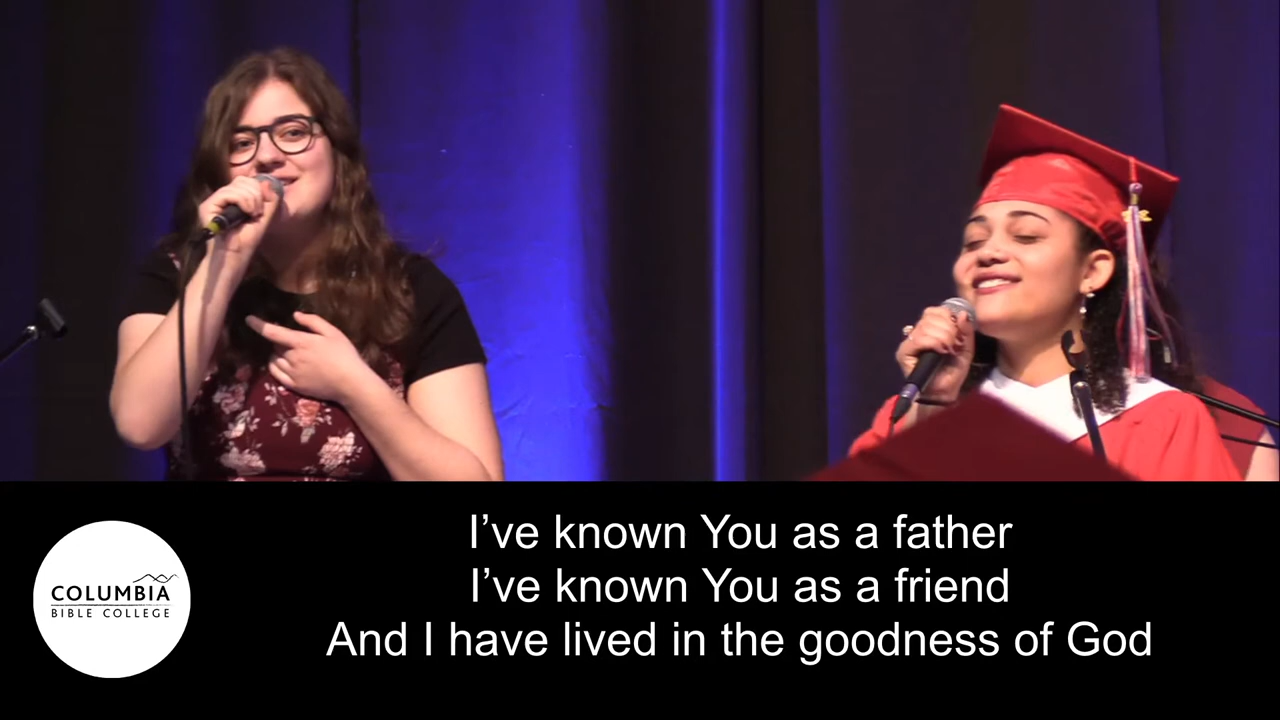 I’ve known You as a father
I’ve known You as a friend
And I have lived in the goodness of God
COLUMBIA
BIBLE COLLEGE